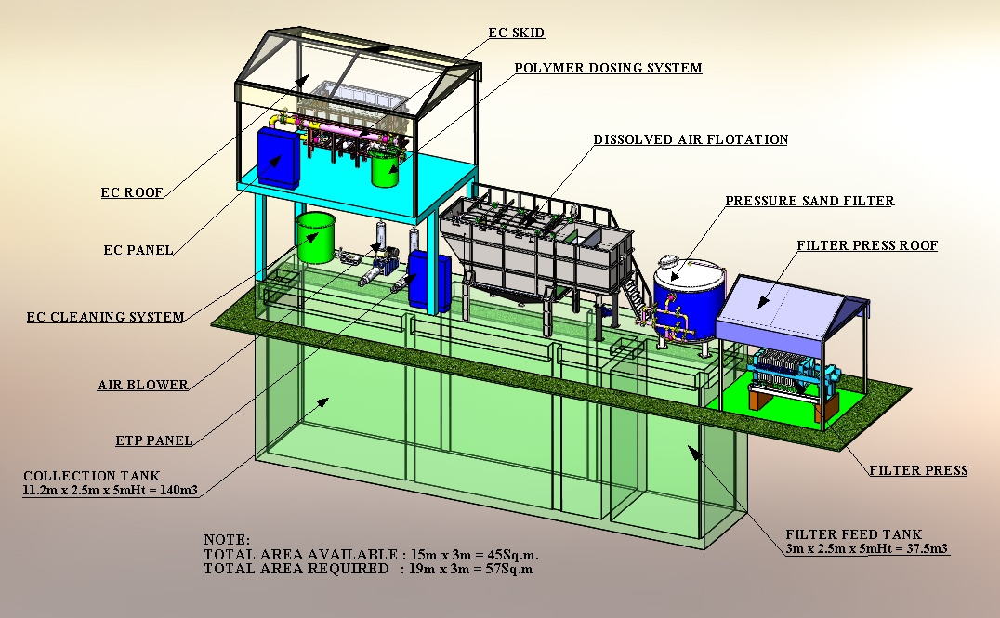 EC SKID
POLYMER DOSING SYSTEM
DISSOLVED AIR FLOTATION
PRESSURE SAND FILTER
FILTER PRESS ROOF
EC ROOF
EC PANEL
EC CLEANING SYSTEM
AIR BLOWER
ETP PANEL
COLLECTION TANK
11.2m x 2.5m x 5mHt = 140m3
FILTER PRESS
FILTER FEED TANK
3m x 2.5m x 5mHt = 37.5m3
NOTE:
TOTAL AREA AVAILABLE : 15m x 3m = 45Sq.m.
TOTAL AREA REQUIRED : 19m x 3m = 57Sq.m